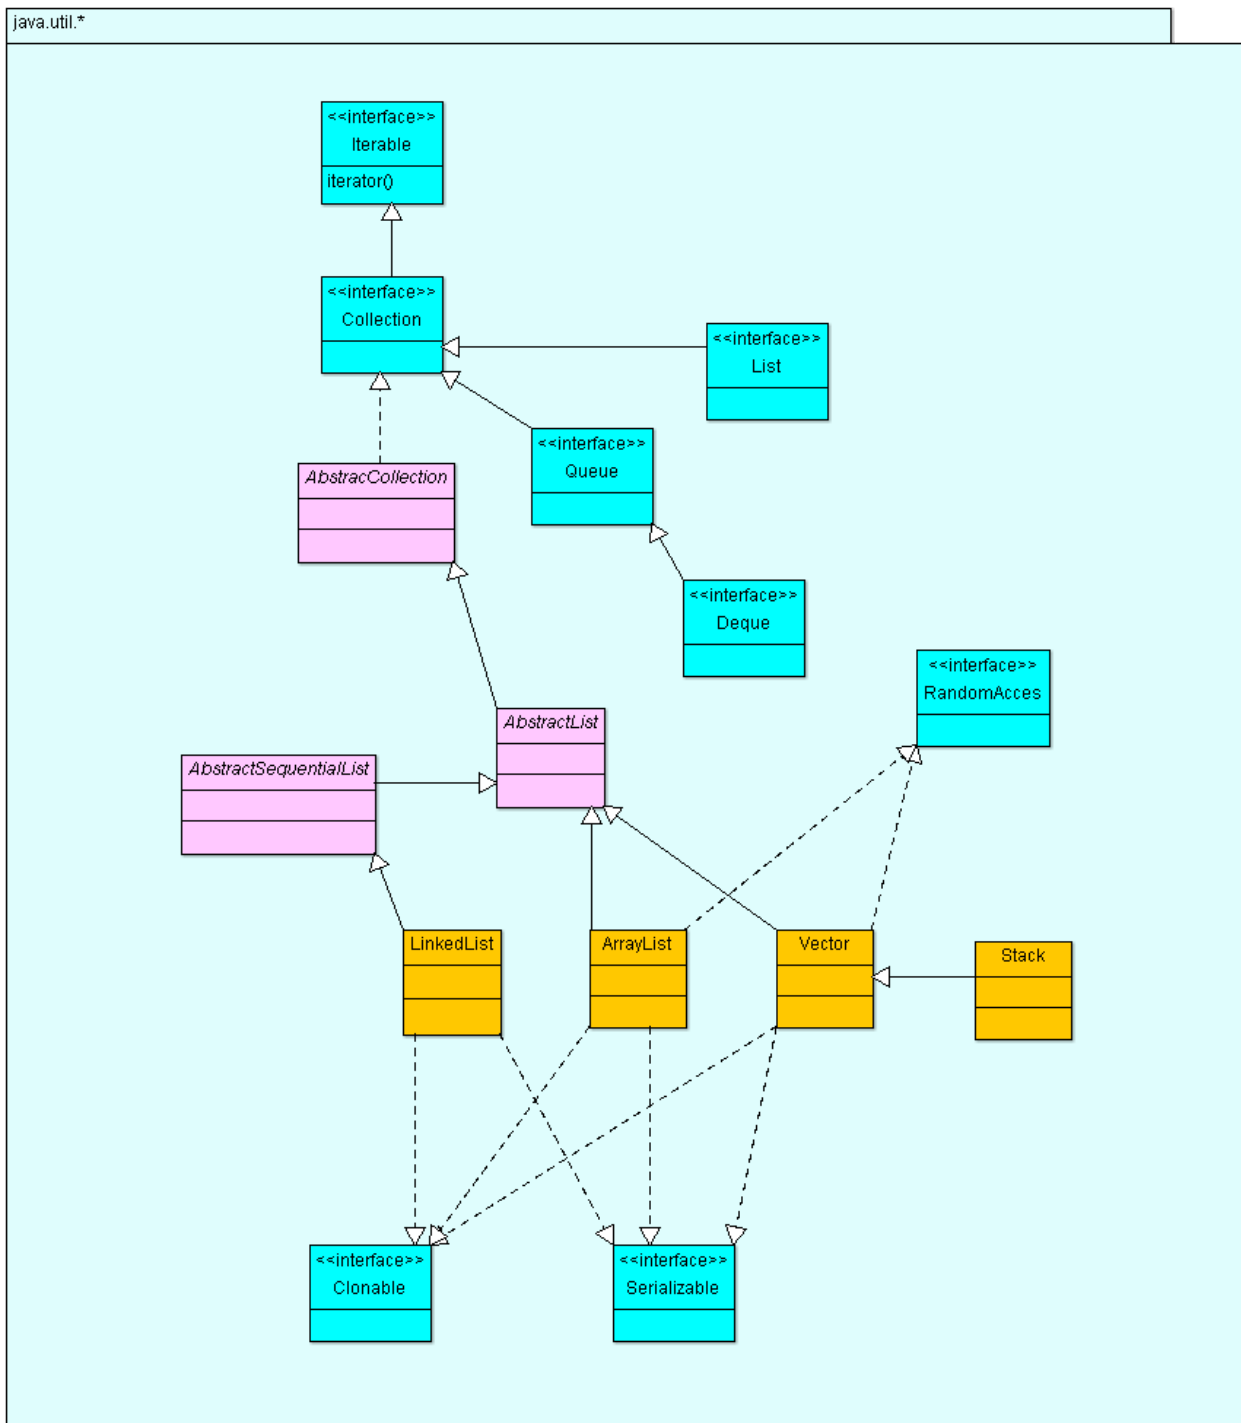 java.util.*
<<interface>>
Iterable
iterator()
<<interface>>
Collection
<<interface>>
List
<<interface>>
Queue
AbstracCollection
<<interface>>
Deque
<<interface>>
RandomAcces
AbstractList
AbstractSequentialList
LinkedList
ArrayList
Vector
Stack
<<interface>>
Clonable
<<interface>>
Serializable